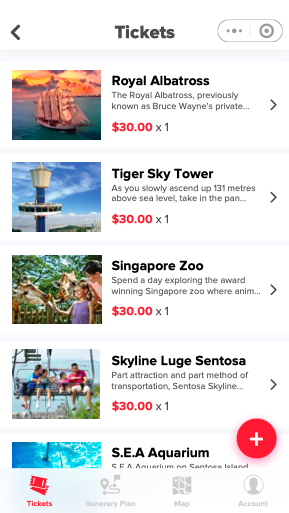 Tickets
Royal Albatross
The Royal Albatross, previously
known as Bruce Wayne's private...
$30.00 x 1
Tiger Sky Tower
As you slowly ascend up 131 metres
above sea level, take in the pan...
$30.00 x 1
Singapore Zoo
Spend a day exploring the award
winning Singapore zoo where anim...
$30.00 x 1
Skyline Luge Sentosa
Part attraction and part method of
transportation, Sentosa Skyline...
$30.00 x 1
S.E.A Aquarium
S.E.A Aquarium on Sentosa Island
Tickets
Itenerary Plan
Map
Account